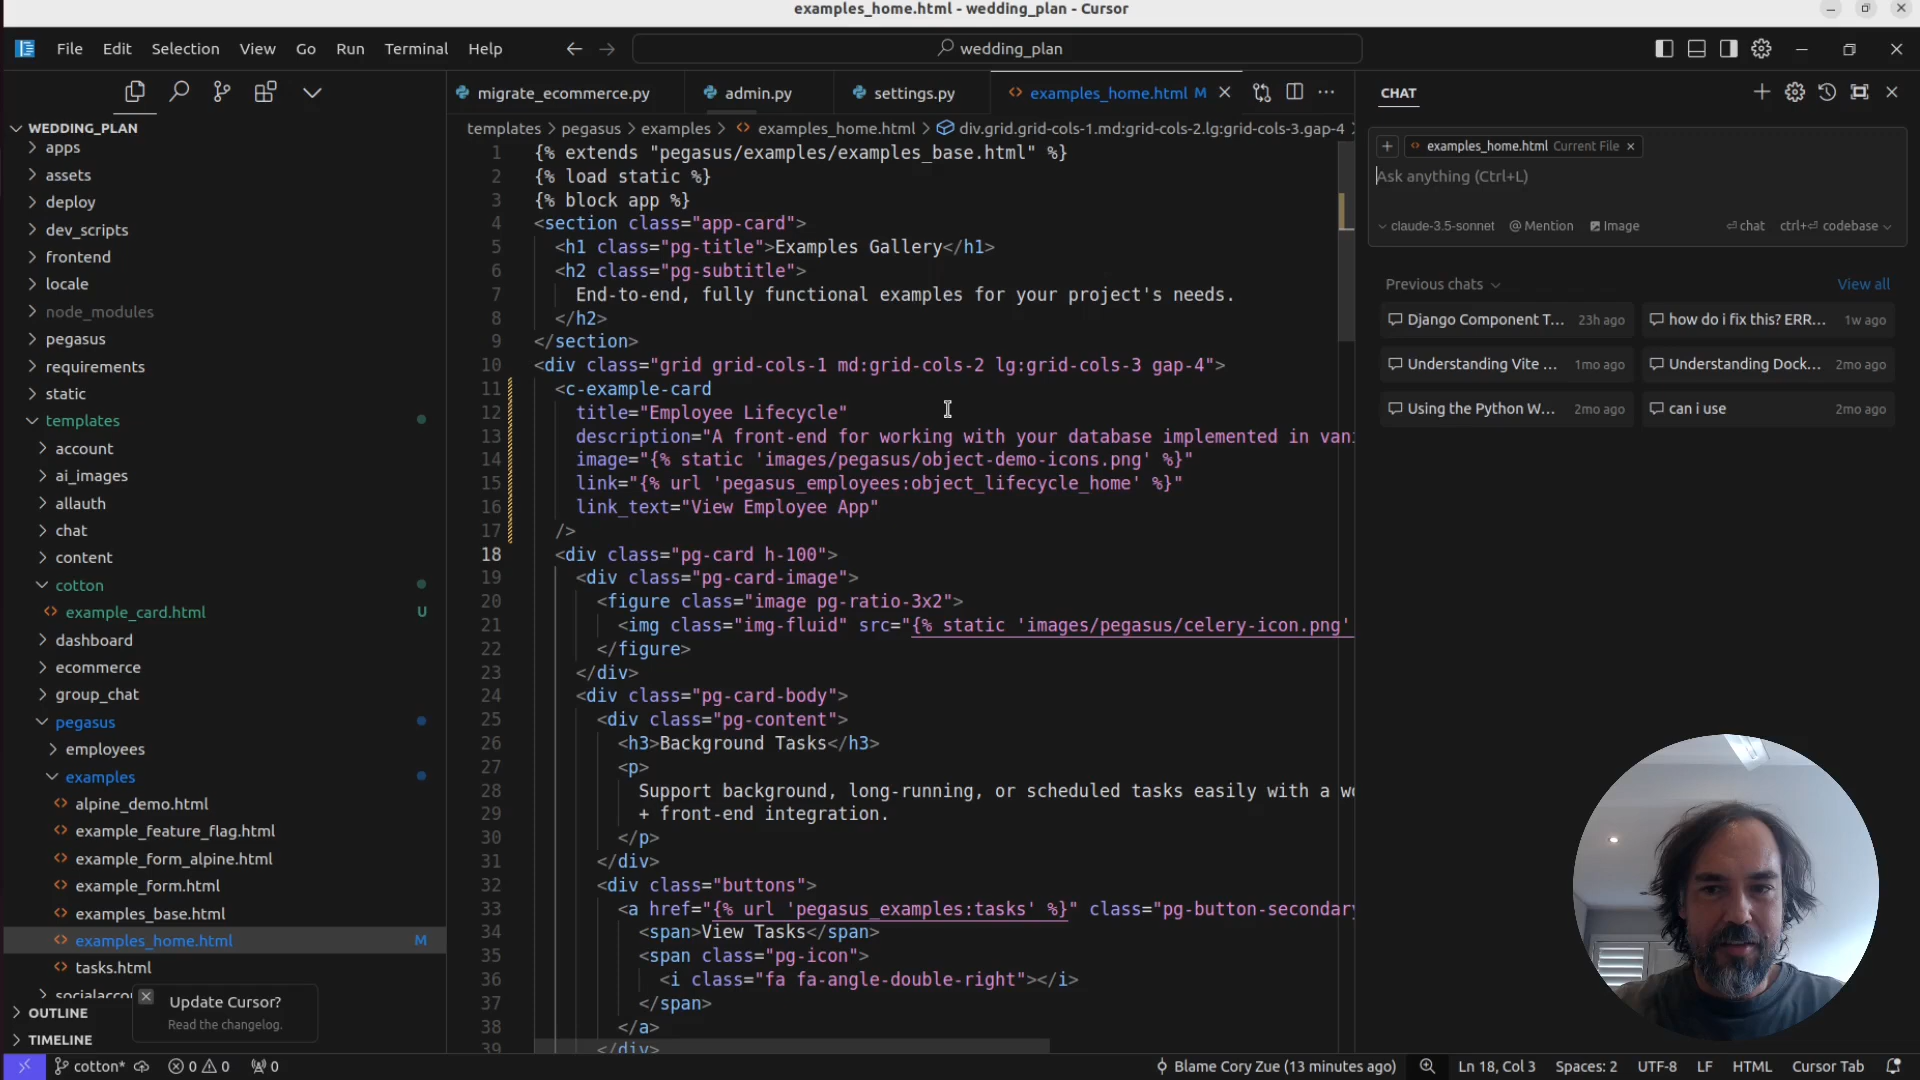 examples_home.html - wedding_plan - Cursor
File Edit Selection View Go Run Terminal Help
wedding_plan
migrate_ecommerce.py
admin.py
settings.py
examples_home.html M
CHAT
WEDDING_PLAN
templates > pegasus > examples > examples_home.html > div.grid.grid-cols-1.md:grid-cols-2.lg:grid-cols-3.gap-4
apps
assets
deploy
dev_scripts
frontend
locale
node_modules
pegasus
requirements
static
templates
account
ai_images
allauth
chat
content
cotton
example_card.html U
dashboard
ecommerce
group_chat
pegasus
employees
examples
alpine_demo.html
example_feature_flag.html
example_form_alpine.html
example_form.html
examples_base.html
examples_home.html M
tasks.html
OUTLINE
TIMELINE
Update Cursor?
Read the changelog.
1 {% extends "pegasus/examples/examples_base.html" %}
2 {% load static %}
3 {% block app %}
4 <section class="app-card">
5 <h1 class="pg-title">Examples Gallery</h1>
6 <h2 class="pg-subtitle">
7 End-to-end, fully functional examples for your project's needs.
8 </h2>
9 </section>
10 <div class="grid grid-cols-1 md:grid-cols-2 lg:grid-cols-3 gap-4">
11 <c-example-card
12 title="Employee Lifecycle"
13 description="A front-end for working with your database implemented in van
14 image="{% static 'images/pegasus/object-demo-icons.png' %}"
15 link="{% url 'pegasus_employees:object_lifecycle_home' %}"
16 link_text="View Employee App"
17 />
18 <div class="pg-card h-100">
19 <div class="pg-card-image">
20 <figure class="image pg-ratio-3x2">
21 <img class="img-fluid" src="{% static 'images/pegasus/celery-icon.png'
22 </figure>
23 </div>
24 <div class="pg-card-body">
25 <div class="pg-content">
26 <h3>Background Tasks</h3>
27 <p>
28 Support background, long-running, or scheduled tasks easily with a
29 + front-end integration.
30 </p>
31 </div>
32 <div class="buttons">
33 <a href="{% url 'pegasus_examples:tasks' %}" class="pg-button-secondary
34 <span>View Tasks</span>
35 <span class="pg-icon">
36 <i class="fa fa-angle-double-right"></i>
37 </span>
38 </a>
39 </div>
examples_home.html Current File
Ask anything (Ctrl+L)
claude-3.5-sonnet @ Mention Image chat ctrl+⏎ codebase
Previous chats View all
Django Component T... 23h ago
how do i fix this? ERR... 1w ago
Understanding Vite ... 1mo ago
Understanding Dock... 2mo ago
Using the Python W... 2mo ago
can i use 2mo ago
cotton* 0 0 0
Blame Cory Zue (13 minutes ago) Ln 18, Col 3 Spaces: 2 UTF-8 LF HTML Cursor Tab